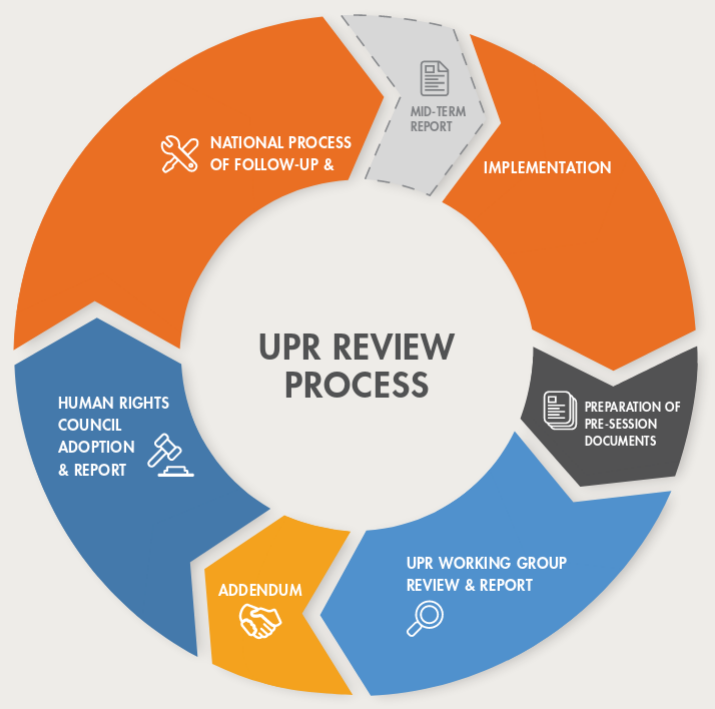 MID-TERM
REPORT
NATIONAL PROCESS
OF FOLLOW-UP &
IMPLEMENTATION
UPR REVIEW
PROCESS
HUMAN RIGHTS
COUNCIL
ADOPTION
& REPORT
PREPARATION OF
PRE-SESSION
DOCUMENTS
UPR WORKING GROUP
REVIEW & REPORT
ADDENDUM